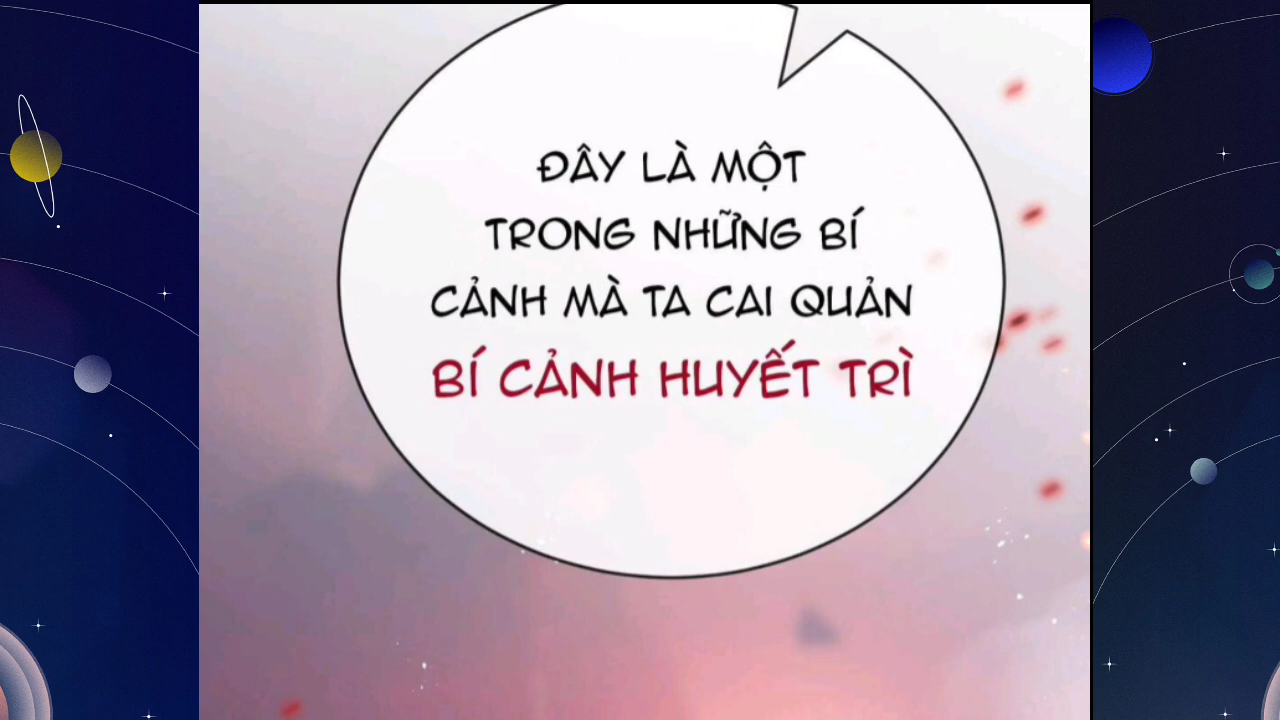 ĐÂY LÀ MỘT
TRONG NHỮNG BÍ
CẢNH MÀ TA CAI QUẢN
BÍ CẢNH HUYẾT TRÌ